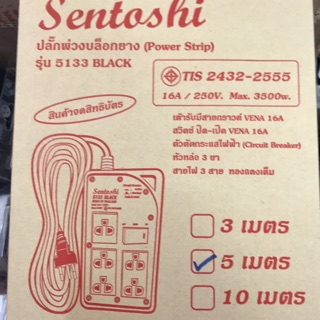 Sentoshi
ปลั๊กพ่วงบล็อกยาง (Power Strip)
รุ่น 5133 BLACK
TIS 2432-2555
16A / 250V. Max. 3500w.
สินค้าจดสิทธิบัตร
เต้ารับมีสายกราวด์ VENA 16A
สวิตช์ ปิด-เปิด VENA 16A
ตัวตัดกระแสไฟฟ้า (Circuit Breaker)
หัวหล่อ 3 ขา
สายไฟ 3 สาย ทองแดงเต็ม
Sentoshi
5133 BLACK
3 เมตร
5 เมตร
10 เมตร